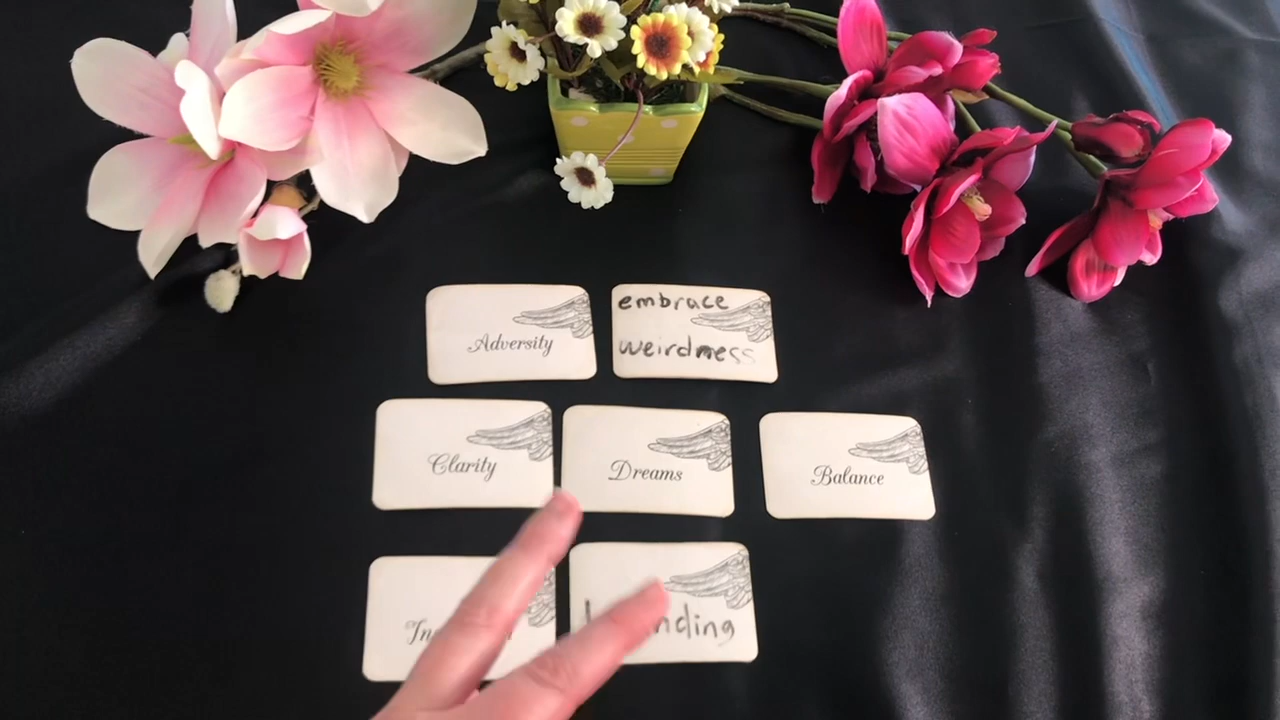 Adversity
embrace
weirdness
Clarity
Dreams
Balance